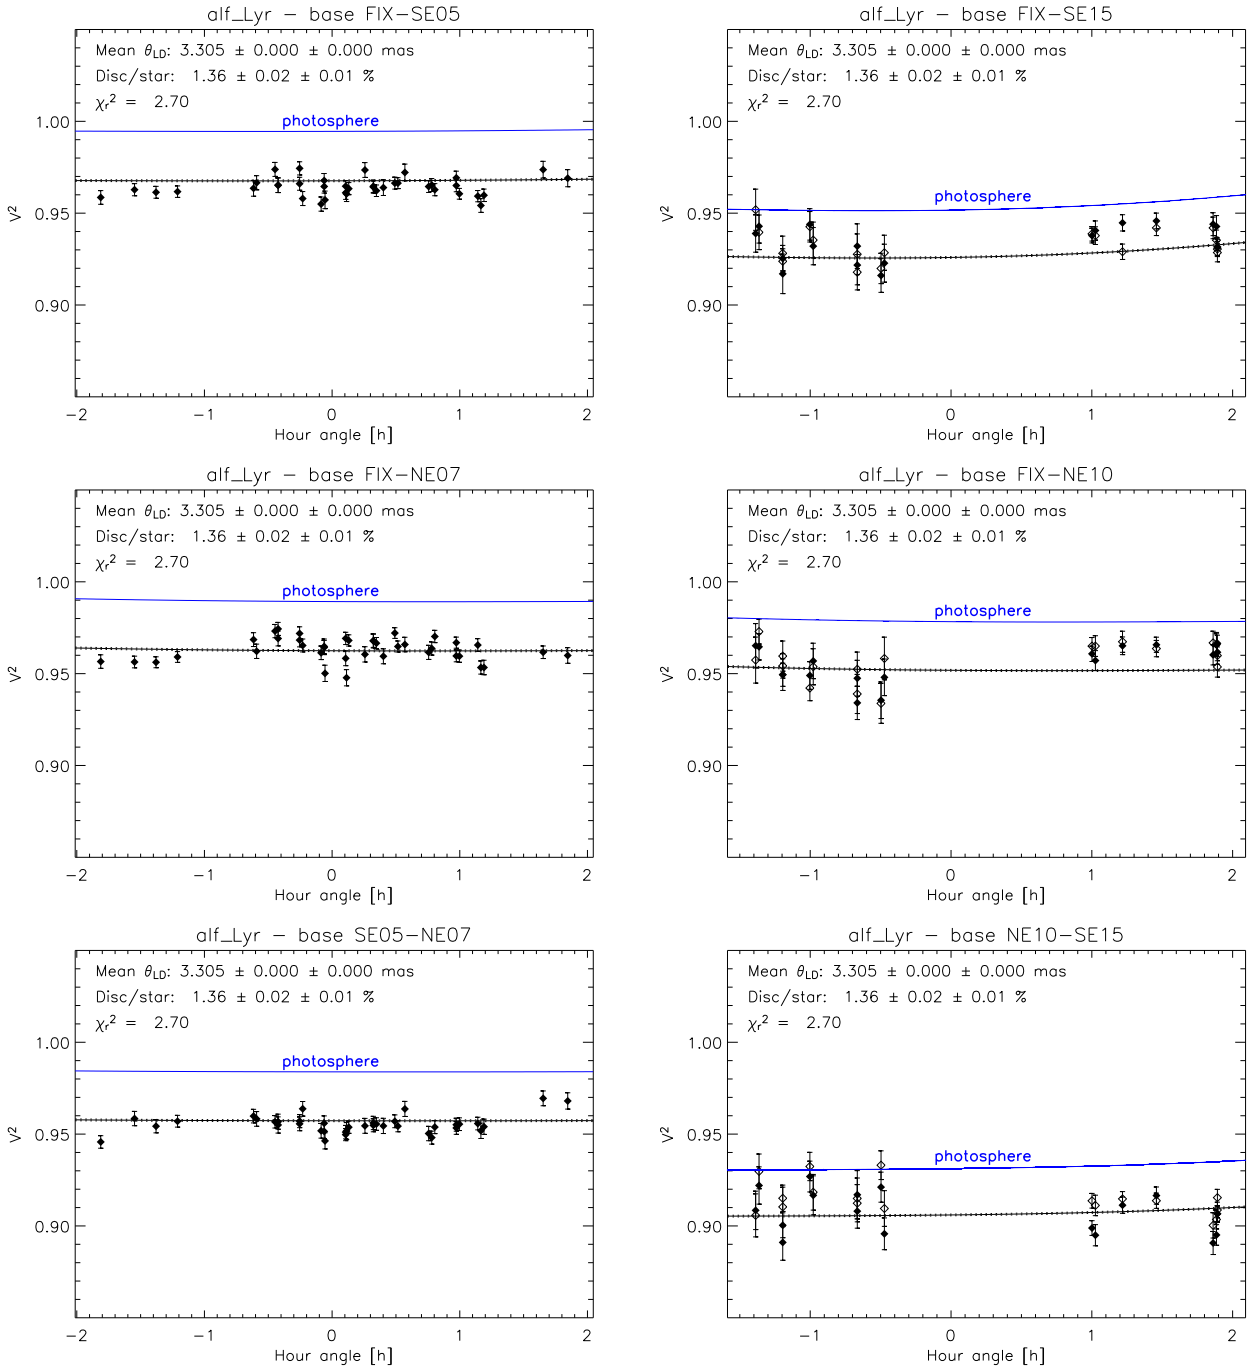 alf_Lyr − base FIX−SE05
Mean θLD: 3.305 ± 0.000 ± 0.000 mas
Disc/star: 1.36 ± 0.02 ± 0.01 %
χr² = 2.70
photosphere
1.00
0.95
0.90
V²
−2 −1 0 1 2
Hour angle [h]
alf_Lyr − base FIX−SE15
Mean θLD: 3.305 ± 0.000 ± 0.000 mas
Disc/star: 1.36 ± 0.02 ± 0.01 %
χr² = 2.70
1.00
photosphere
0.95
0.90
V²
−1 0 1 2
Hour angle [h]
alf_Lyr − base FIX−NE07
Mean θLD: 3.305 ± 0.000 ± 0.000 mas
Disc/star: 1.36 ± 0.02 ± 0.01 %
χr² = 2.70
1.00
photosphere
0.95
0.90
V²
−2 −1 0 1 2
Hour angle [h]
alf_Lyr − base FIX−NE10
Mean θLD: 3.305 ± 0.000 ± 0.000 mas
Disc/star: 1.36 ± 0.02 ± 0.01 %
χr² = 2.70
1.00
photosphere
0.95
0.90
V²
−1 0 1 2
Hour angle [h]
alf_Lyr − base SE05−NE07
Mean θLD: 3.305 ± 0.000 ± 0.000 mas
Disc/star: 1.36 ± 0.02 ± 0.01 %
χr² = 2.70
1.00
photosphere
0.95
0.90
V²
−2 −1 0 1 2
Hour angle [h]
alf_Lyr − base NE10−SE15
Mean θLD: 3.305 ± 0.000 ± 0.000 mas
Disc/star: 1.36 ± 0.02 ± 0.01 %
χr² = 2.70
1.00
0.95
photosphere
0.90
V²
−1 0 1 2
Hour angle [h]